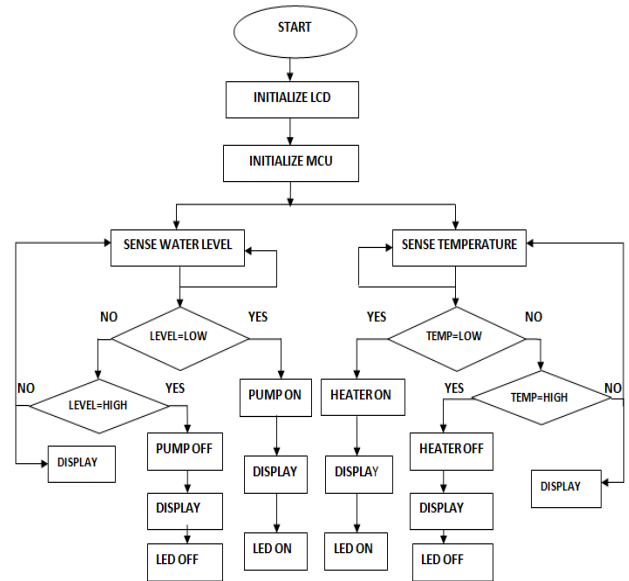 START
INITIALIZE LCD
INITIALIZE MCU
SENSE WATER LEVEL
SENSE TEMPERATURE
NO
YES
YES
NO
LEVEL=LOW
TEMP=LOW
NO
YES
YES
NO
LEVEL=HIGH
PUMP ON
HEATER ON
TEMP=HIGH
PUMP OFF
HEATER OFF
DISPLAY
DISPLAY
DISPLAY
DISPLAY
DISPLAY
DISPLAY
LED OFF
LED ON
LED ON
LED OFF